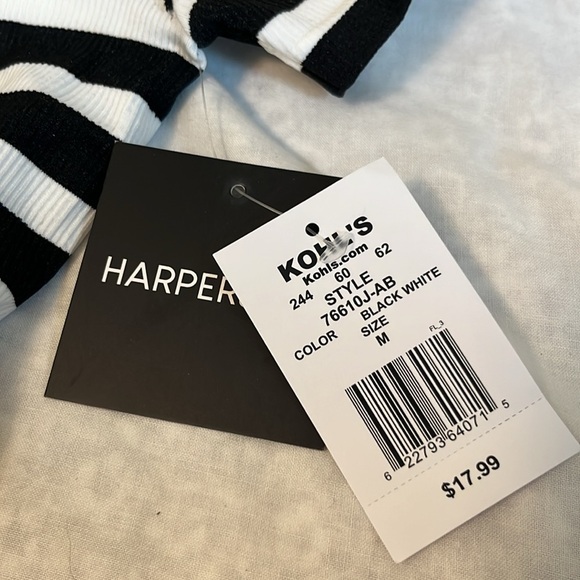 HARPER
KOHL'S
Kohls.com
244 60 62
STYLE
76610J-AB
COLOR BLACK WHITE
SIZE
M
FL_3
6 22793 64071 5
$17.99